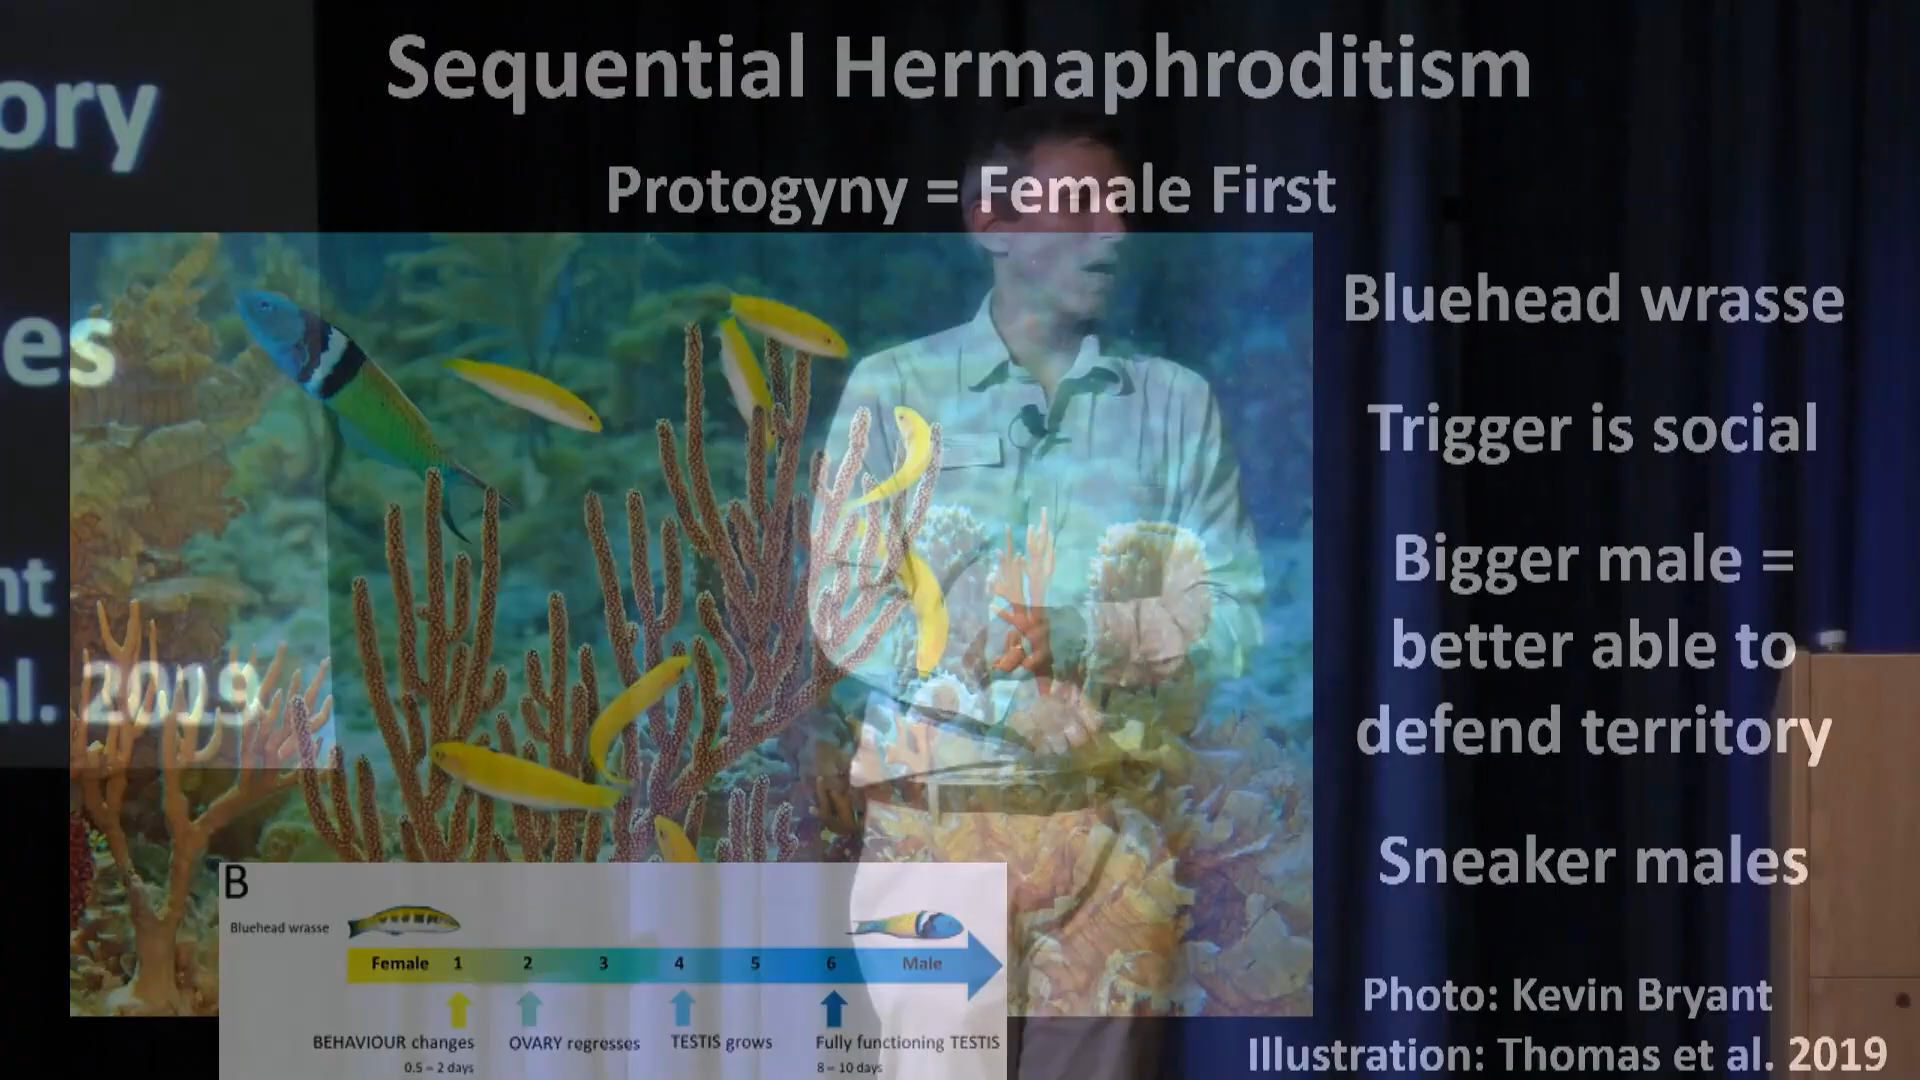 Sequential Hermaphroditism
Protogyny = Female First
ory
es
nt
al. 2019
Bluehead wrasse
Trigger is social
Bigger male =
better able to
defend territory
Sneaker males
Photo: Kevin Bryant
Illustration: Thomas et al. 2019
B
Bluehead wrasse
Female 1 2 3 4 5 6 Male
BEHAVIOUR changes OVARY regresses TESTIS grows Fully functioning TESTIS
0.5 – 2 days 8 – 10 days